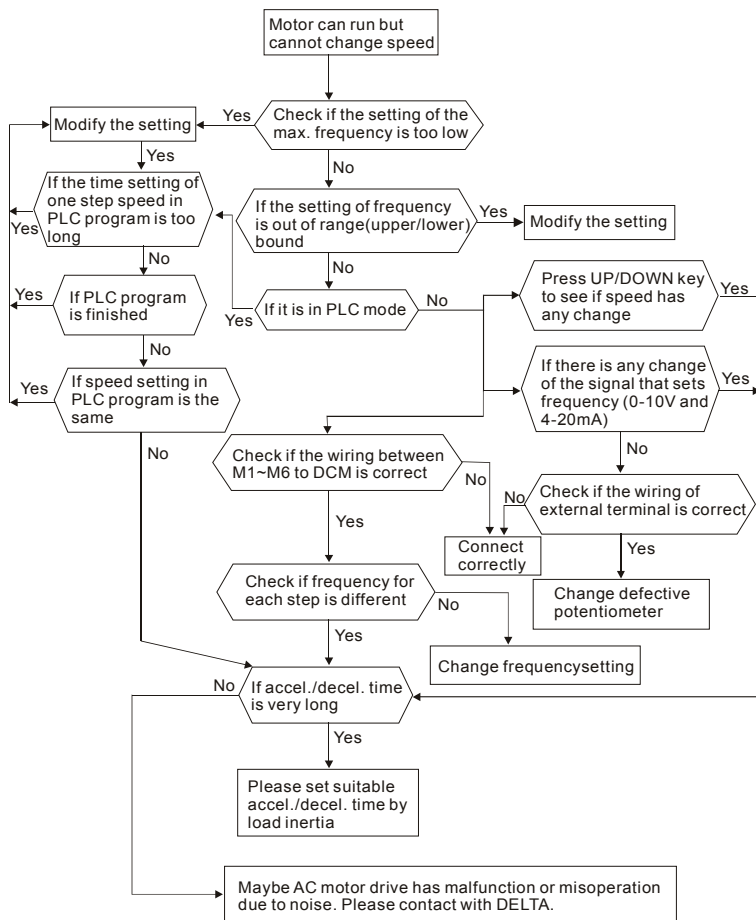 Motor can run but
cannot change speed
Yes
Check if the setting of the
max. frequency is too low
Modify the setting
Yes
No
If the time setting of
one step speed in
PLC program is too
long
Yes
If the setting of frequency
is out of range(upper/lower)
bound
Yes
Modify the setting
No
No
Yes
If PLC program
is finished
Yes
If it is in PLC mode
No
Press UP/DOWN key
to see if speed has
any change
Yes
No
Yes
If speed setting in
PLC program is the
same
If there is any change
of the signal that sets
frequency (0-10V and
4-20mA)
Yes
No
Check if the wiring between
M1~M6 to DCM is correct
No
No
No
Check if the wiring of
external terminal is correct
Yes
Connect
correctly
Yes
Check if frequency for
each step is different
No
Change defective
potentiometer
Yes
Change frequencysetting
No
If accel./decel. time
is very long
Yes
Please set suitable
accel./decel. time by
load inertia
Maybe AC motor drive has malfunction or misoperation
due to noise. Please contact with DELTA.